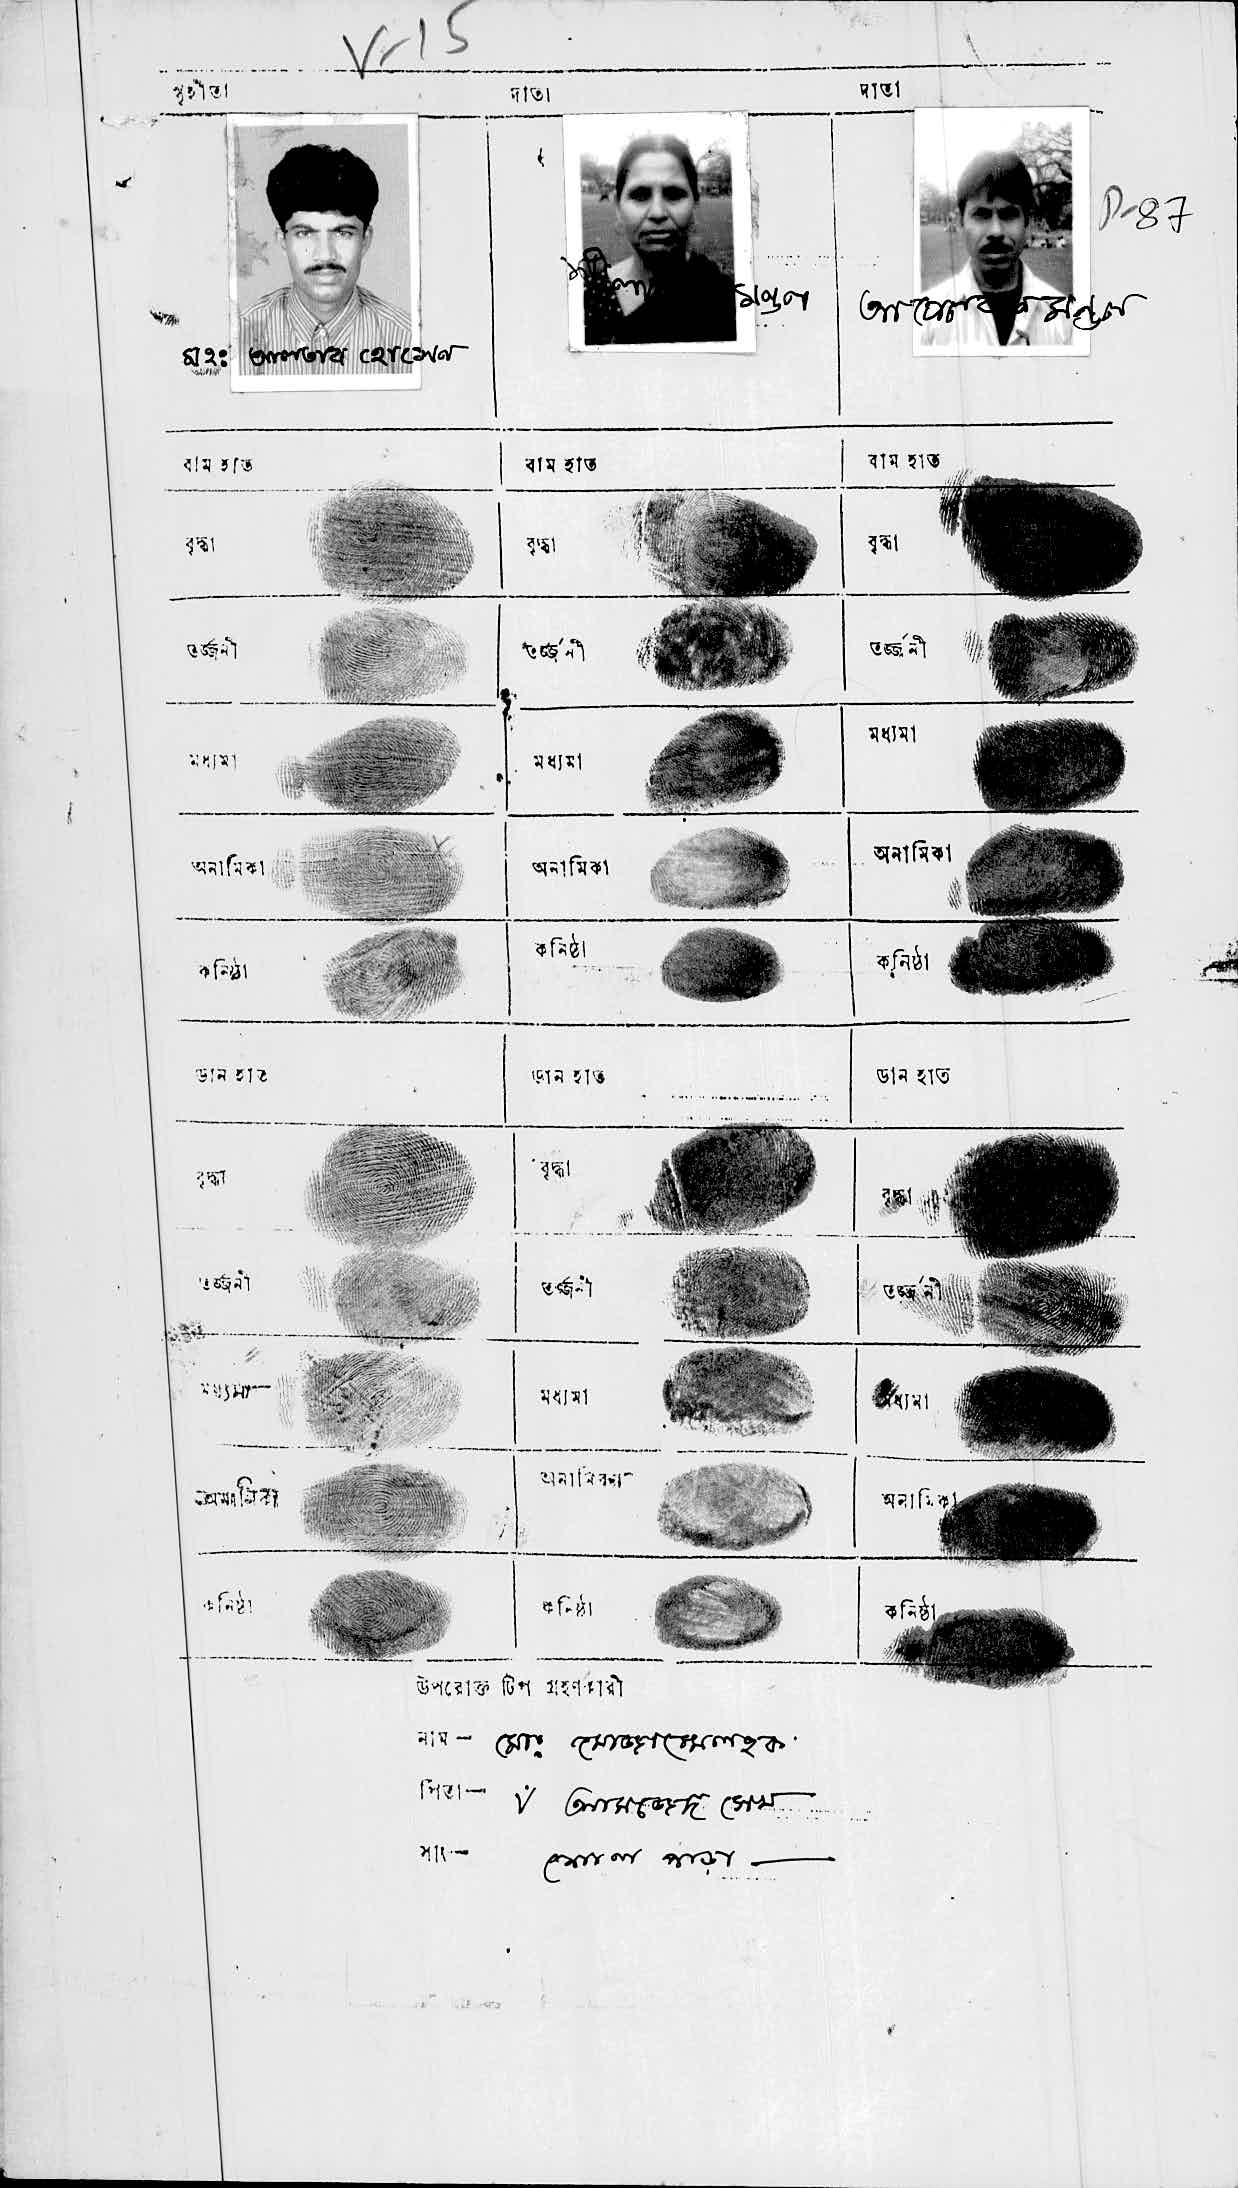 V-15
গৃহীতা দাতা দাতা
P-87
মণ্ডল মণ্ডল
মহঃ আলতাব হোসেন
বাম হাত বাম হাত বাম হাত
বৃদ্ধা বৃদ্ধা বৃদ্ধা
তর্জ্জনী তর্জ্জনী তর্জ্জনী
মধ্যমা মধ্যমা মধ্যমা
অনামিকা অনামিকা অনামিকা
কনিষ্ঠা কনিষ্ঠা কনিষ্ঠা
ডান হাত ডান হাত ডান হাত
বৃদ্ধা বৃদ্ধা বৃদ্ধা
তর্জ্জনী তর্জ্জনী তর্জ্জনী
মধ্যমা মধ্যমা মধ্যমা
অনামিকা অনামিকা অনামিকা
কনিষ্ঠা কনিষ্ঠা কনিষ্ঠা
উপরোক্ত টিপ গ্রহণকারী
নাম - মোঃ মোজাম্মেলহক
পিতা - ৺ আমজেদ সেখ
সাং - পাড়া